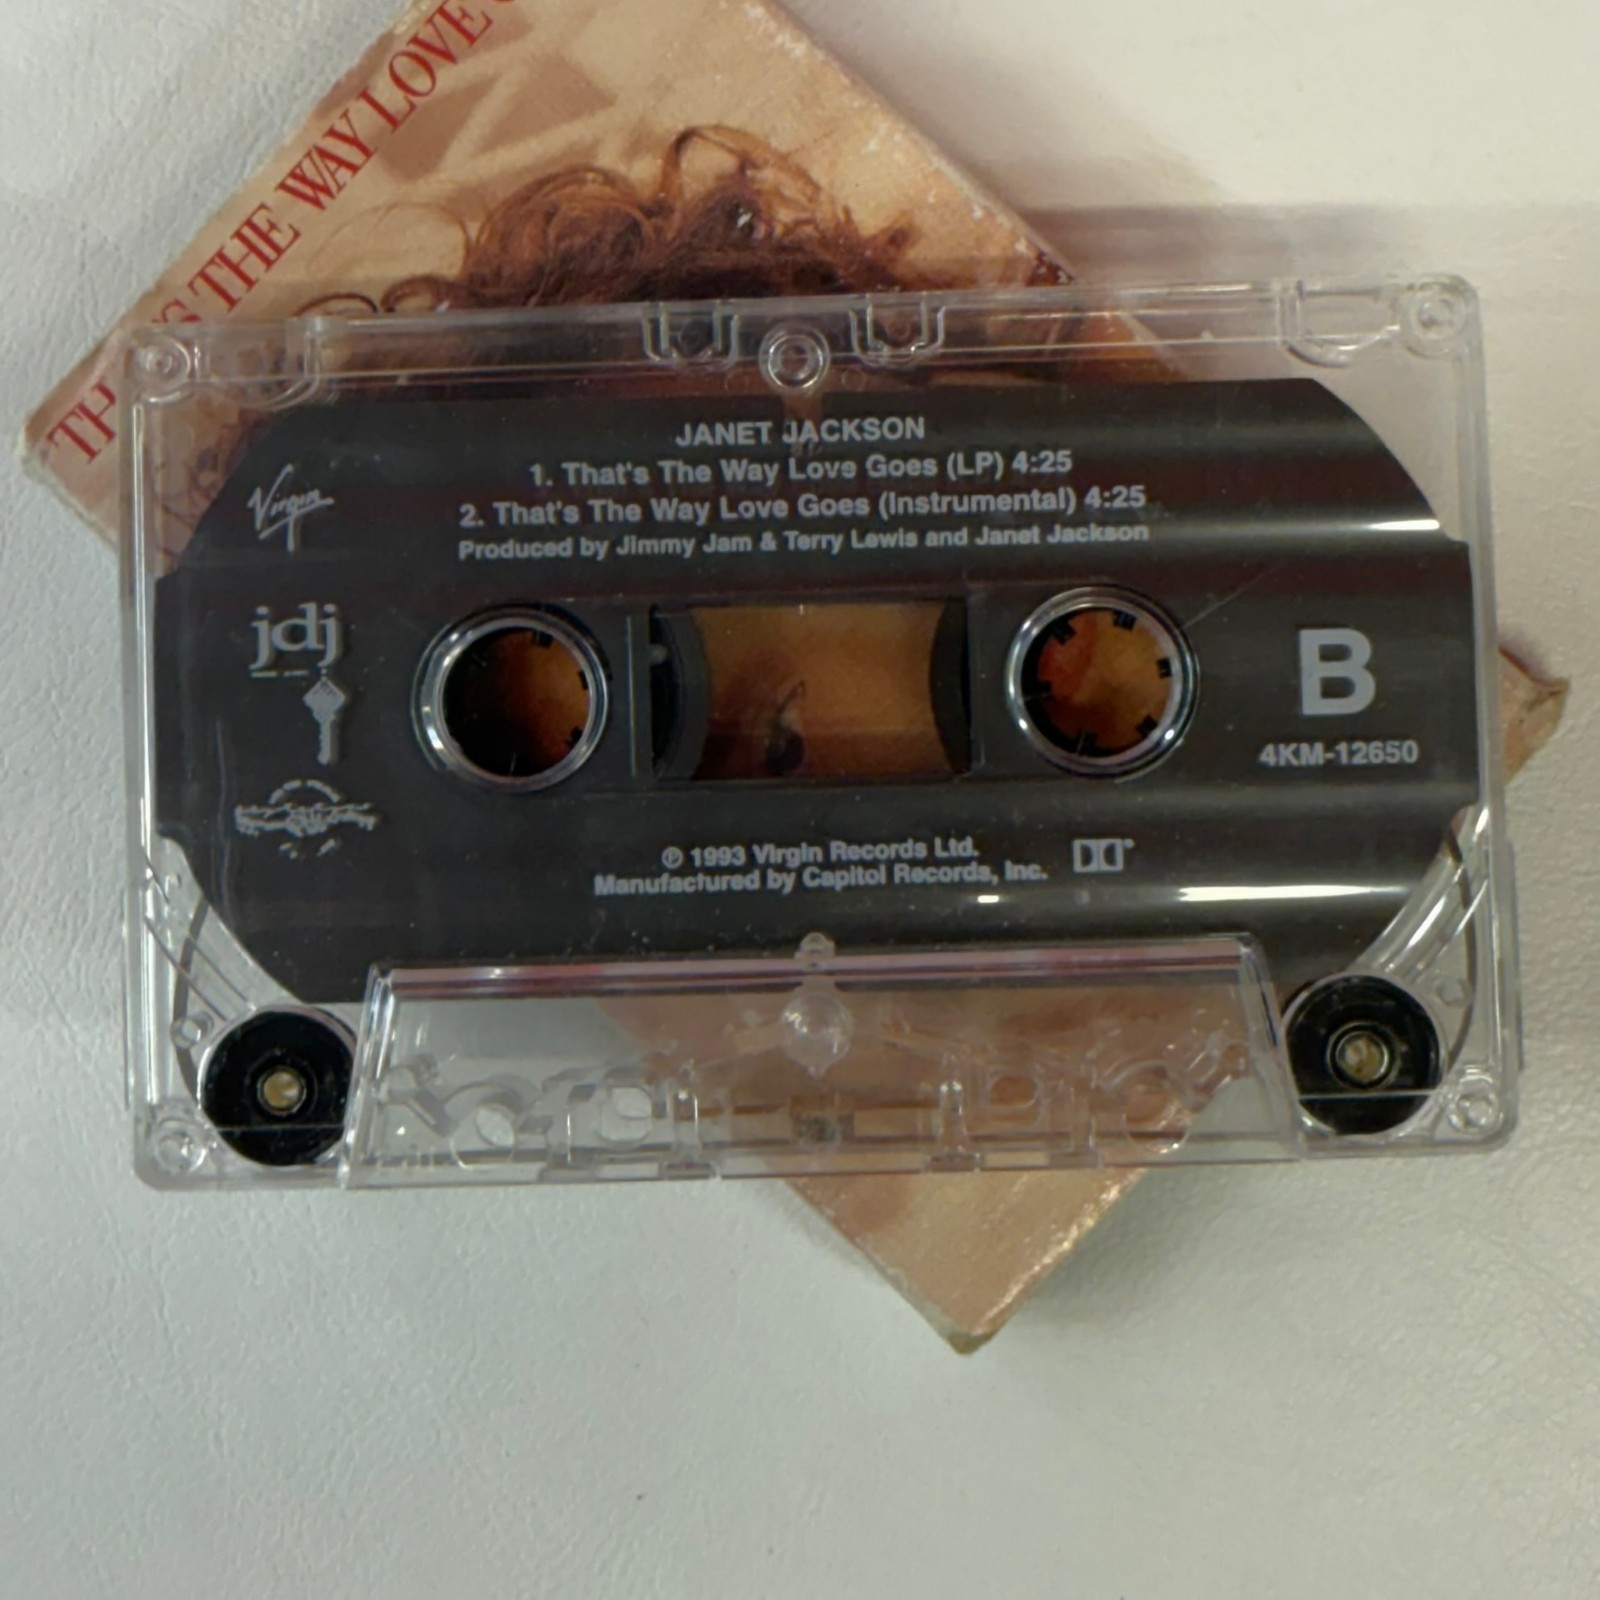 THE WAY LOVE
JANET JACKSON
1. That's The Way Love Goes (LP) 4:25
2. That's The Way Love Goes (Instrumental) 4:25
Produced by Jimmy Jam & Terry Lewis and Janet Jackson
Virgin
jdj
B
4KM-12650
℗ 1993 Virgin Records Ltd.
Manufactured by Capitol Records, Inc.